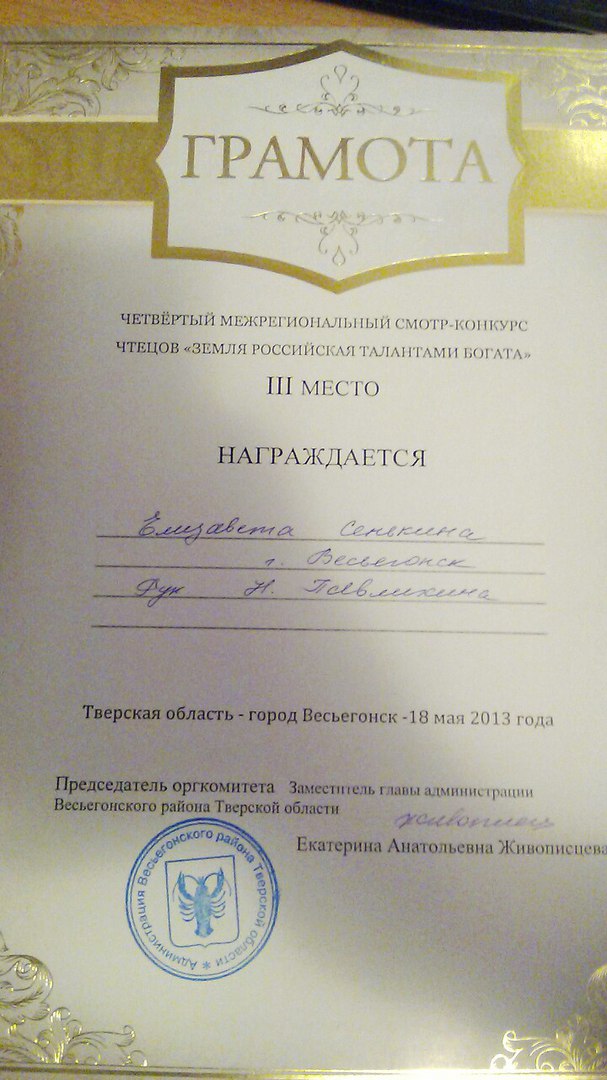 ГРАМОТА
ЧЕТВЁРТЫЙ МЕЖРЕГИОНАЛЬНЫЙ СМОТР-КОНКУРС
ЧТЕЦОВ «ЗЕМЛЯ РОССИЙСКАЯ ТАЛАНТАМИ БОГАТА»
III МЕСТО
НАГРАЖДАЕТСЯ
Елизавета Сенькина
г. Весьегонск
Рук Н. Павликина
Тверская область - город Весьегонск -18 мая 2013 года
Председатель оргкомитета Заместитель главы администрации
Весьегонского района Тверской области
Екатерина Анатольевна Живописцева
Администрация Весьегонского района Тверской области *